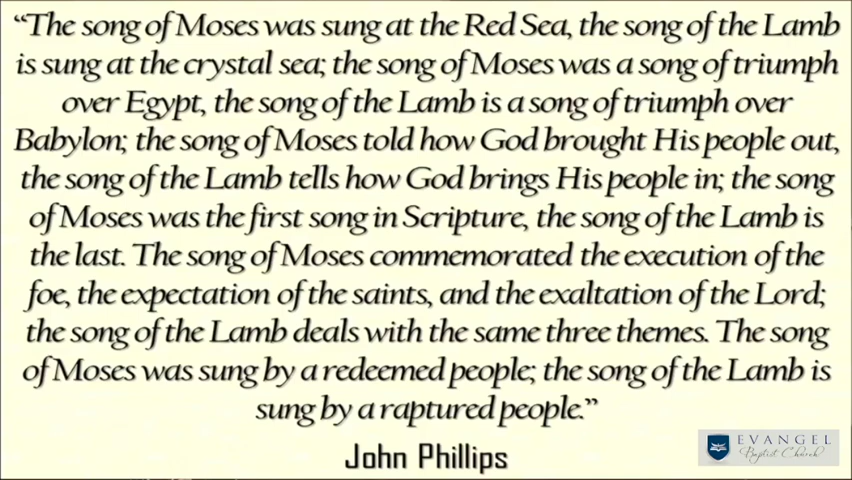 “The song of Moses was sung at the Red Sea, the song of the Lamb
is sung at the crystal sea; the song of Moses was a song of triumph
over Egypt, the song of the Lamb is a song of triumph over
Babylon; the song of Moses told how God brought His people out,
the song of the Lamb tells how God brings His people in; the song
of Moses was the first song in Scripture, the song of the Lamb is
the last. The song of Moses commemorated the execution of the
foe, the expectation of the saints, and the exaltation of the Lord;
the song of the Lamb deals with the same three themes. The song
of Moses was sung by a redeemed people; the song of the Lamb is
sung by a raptured people.”
John Phillips
EVANGEL
Baptist Church